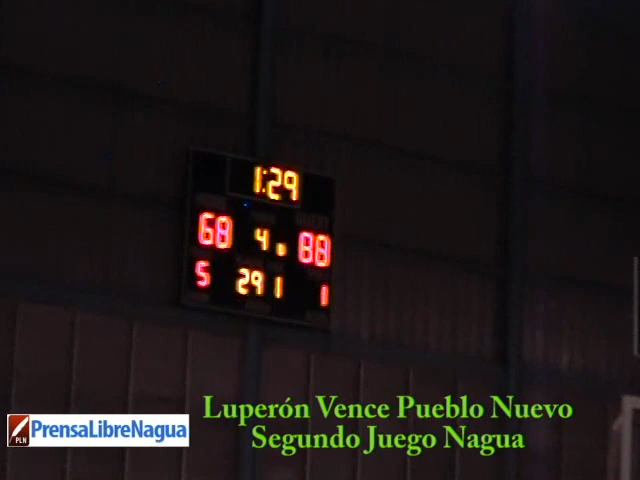 1:29
68 4 88
5 29 1 1
Luperón Vence Pueblo Nuevo
Segundo Juego Nagua
PLN PrensaLibreNagua